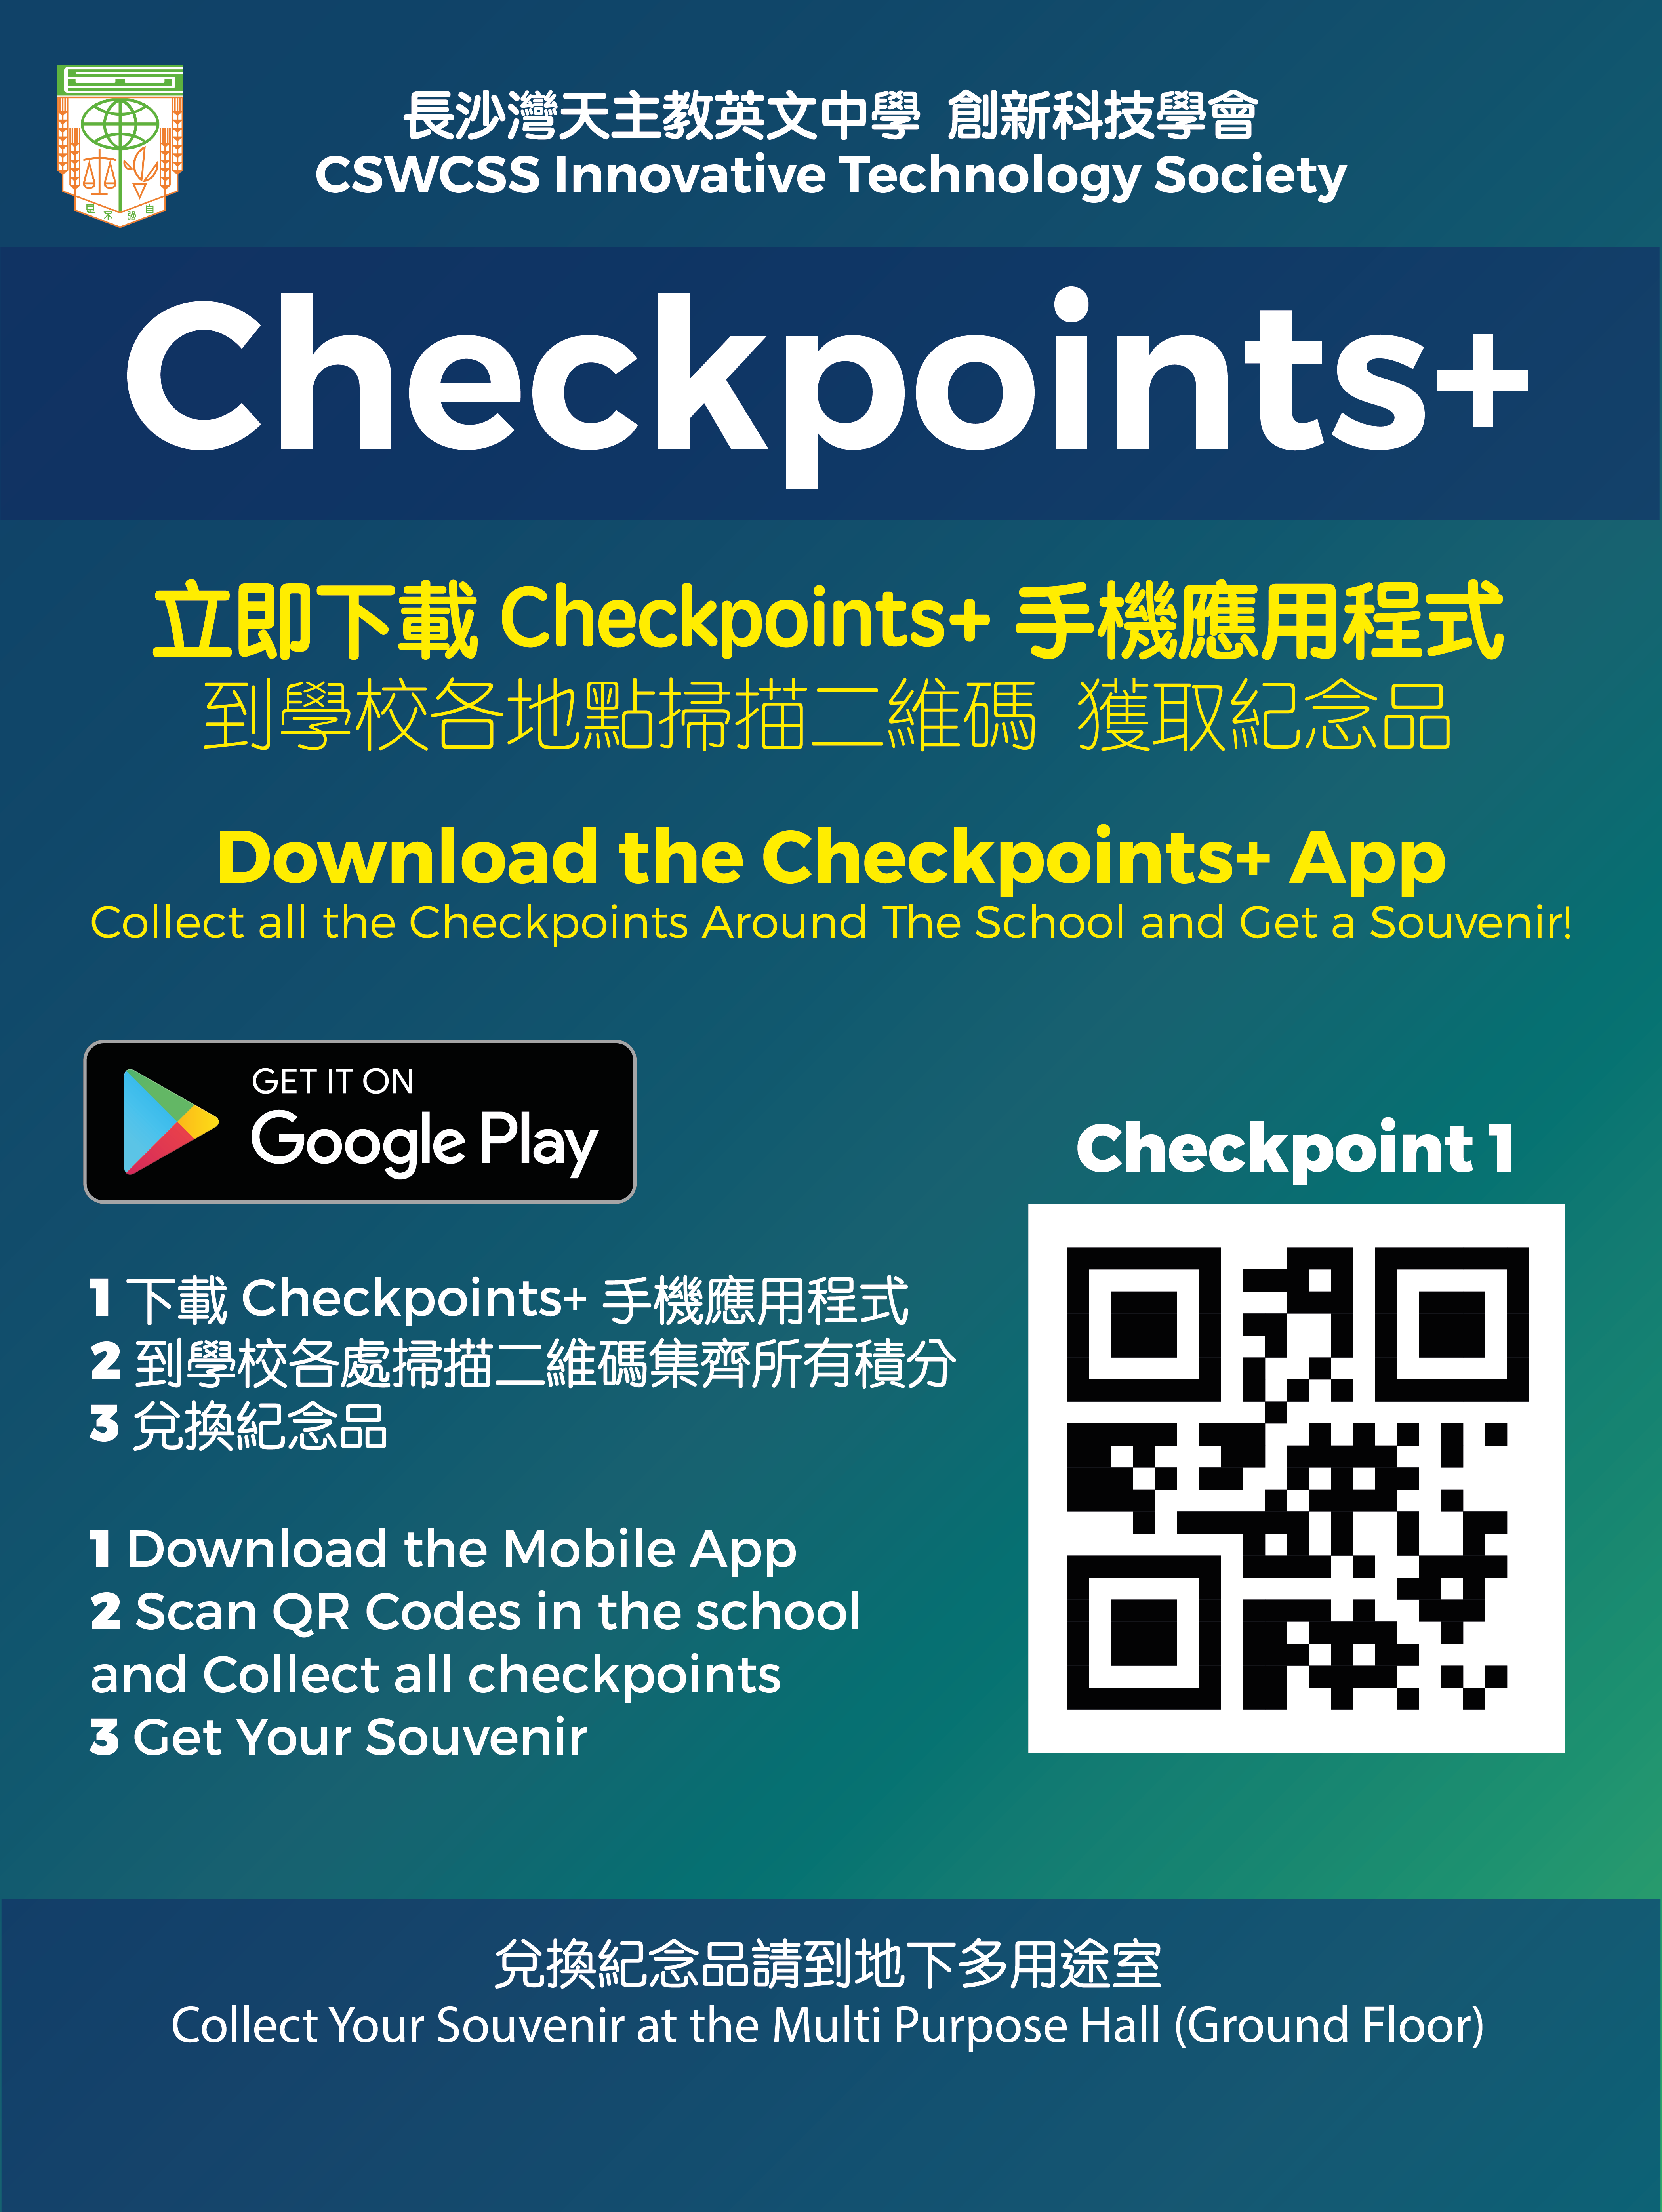 長沙灣天主教英文中學 創新科技學會
CSWCSS Innovative Technology Society
Checkpoints+
立即下載 Checkpoints+ 手機應用程式
到學校各地點掃描二維碼 獲取紀念品
Download the Checkpoints+ App
Collect all the Checkpoints Around The School and Get a Souvenir!
GET IT ON
Google Play
Checkpoint 1
1 下載 Checkpoints+ 手機應用程式
2 到學校各處掃描二維碼集齊所有積分
3 兌換紀念品
1 Download the Mobile App
2 Scan QR Codes in the school
and Collect all checkpoints
3 Get Your Souvenir
兌換紀念品請到地下多用途室
Collect Your Souvenir at the Multi Purpose Hall (Ground Floor)